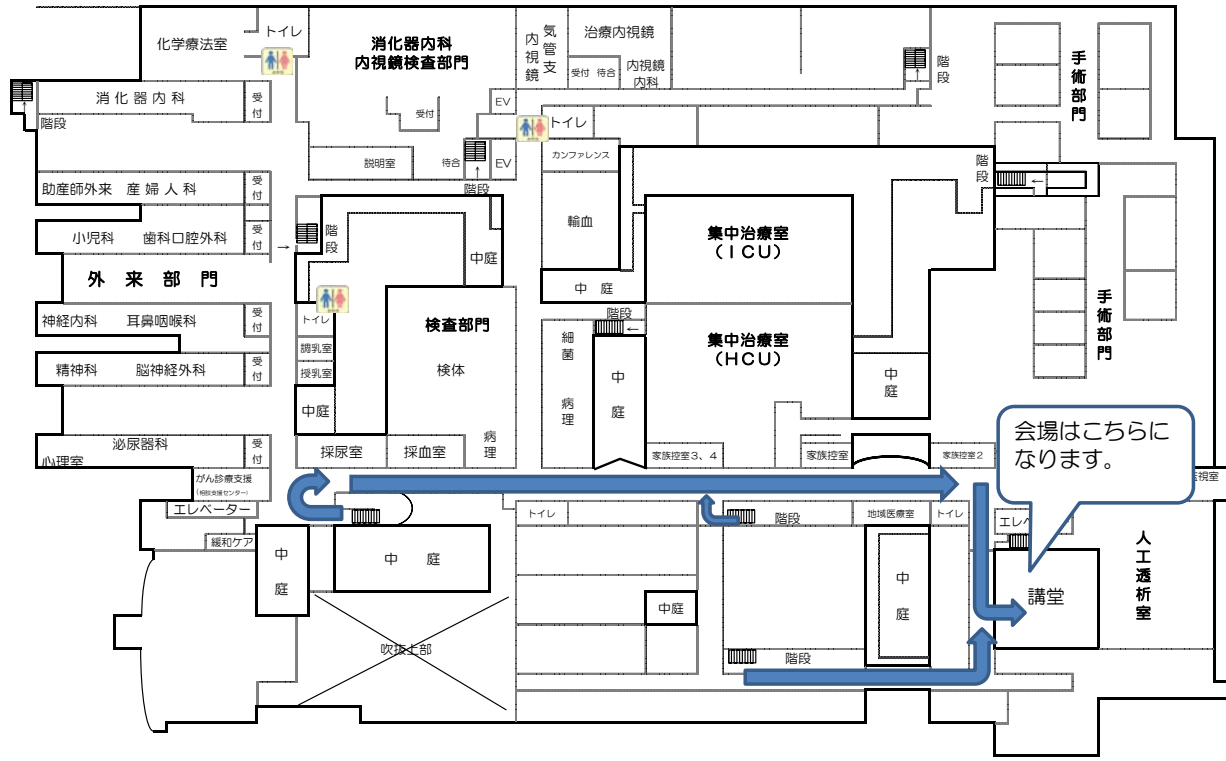 化学療法室
トイレ
消化器内科
内視鏡検査部門
気管支
内視鏡
治療内視鏡
受付 待合
内視鏡
内科
階段
手術部門
消化器内科
受付
階段
受付
EV
トイレ
説明室
待合
EV
階段
カンファレンス
階段
助産師外来 産婦人科
受付
輸血
集中治療室
(ICU)
小児科 歯科口腔外科
受付
→
階段
中庭
外来部門
中庭
手術部門
神経内科 耳鼻咽喉科
受付
トイレ
検査部門
階段
←
細菌
病理
集中治療室
(HCU)
調乳室
授乳室
検体
中庭
中庭
精神科 脳神経外科
受付
中庭
会場はこちらに
なります。
泌尿器科
心理室
受付
採尿室
採血室
病理
家族控室3、4
家族控室
家族控室2
がん診療支援
(相談支援センター)
エレベーター
トイレ
階段
地域医療室
トイレ
エレベ
緩和ケア
中庭
中庭
中庭
中庭
講堂
人工透析室
吹抜上部
階段